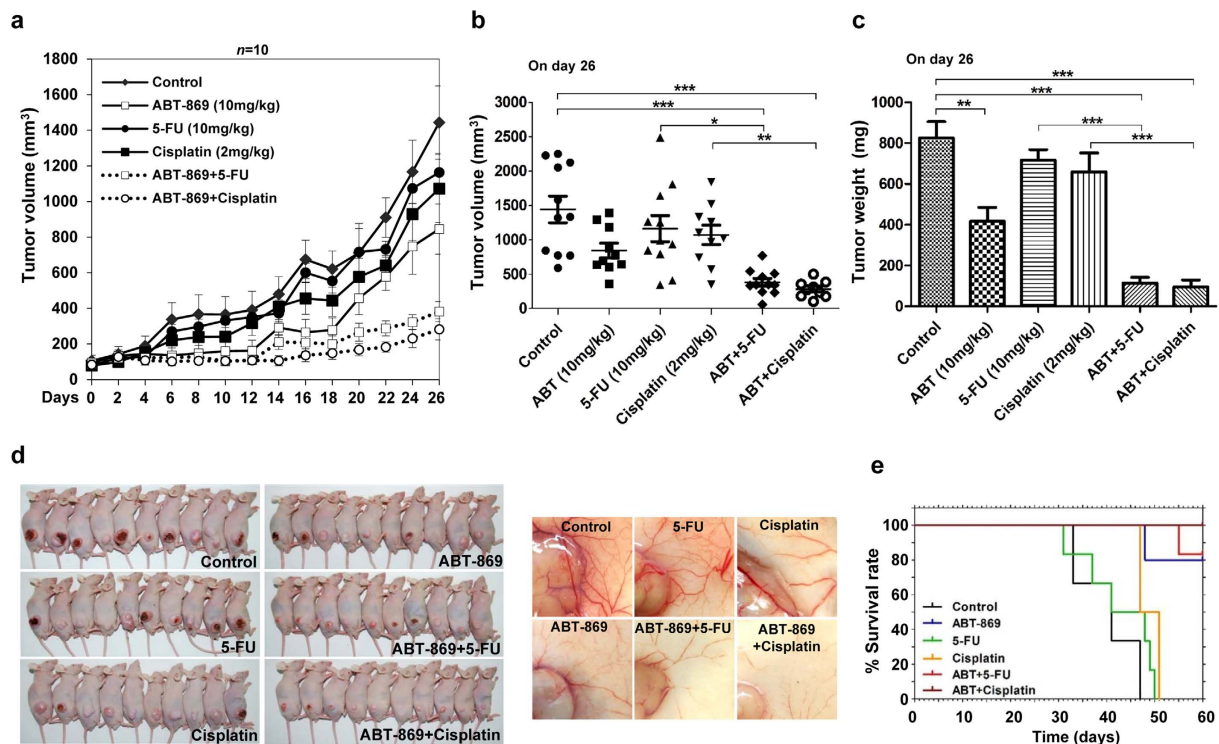 a
n=10
Tumor volume (mm³)
1800
1600
1400
1200
1000
800
600
400
200
0
Control
ABT-869 (10mg/kg)
5-FU (10mg/kg)
Cisplatin (2mg/kg)
ABT-869+5-FU
ABT-869+Cisplatin
Days
0 2 4 6 8 10 12 14 16 18 20 22 24 26
b
On day 26
***
***
*
**
Tumor volume (mm³)
3000
2500
2000
1500
1000
500
0
Control
ABT (10mg/kg)
5-FU (10mg/kg)
Cisplatin (2mg/kg)
ABT+5-FU
ABT+Cisplatin
c
On day 26
***
***
**
***
***
Tumor weight (mg)
1000
800
600
400
200
0
Control
ABT (10mg/kg)
5-FU (10mg/kg)
Cisplatin (2mg/kg)
ABT+5-FU
ABT+Cisplatin
d
Control
ABT-869
5-FU
ABT-869+5-FU
Cisplatin
ABT-869+Cisplatin
Control
5-FU
Cisplatin
ABT-869
ABT-869+5-FU
ABT-869
+Cisplatin
e
% Survival rate
100
80
60
40
20
0
Control
ABT-869
5-FU
Cisplatin
ABT+5-FU
ABT+Cisplatin
0 10 20 30 40 50 60
Time (days)